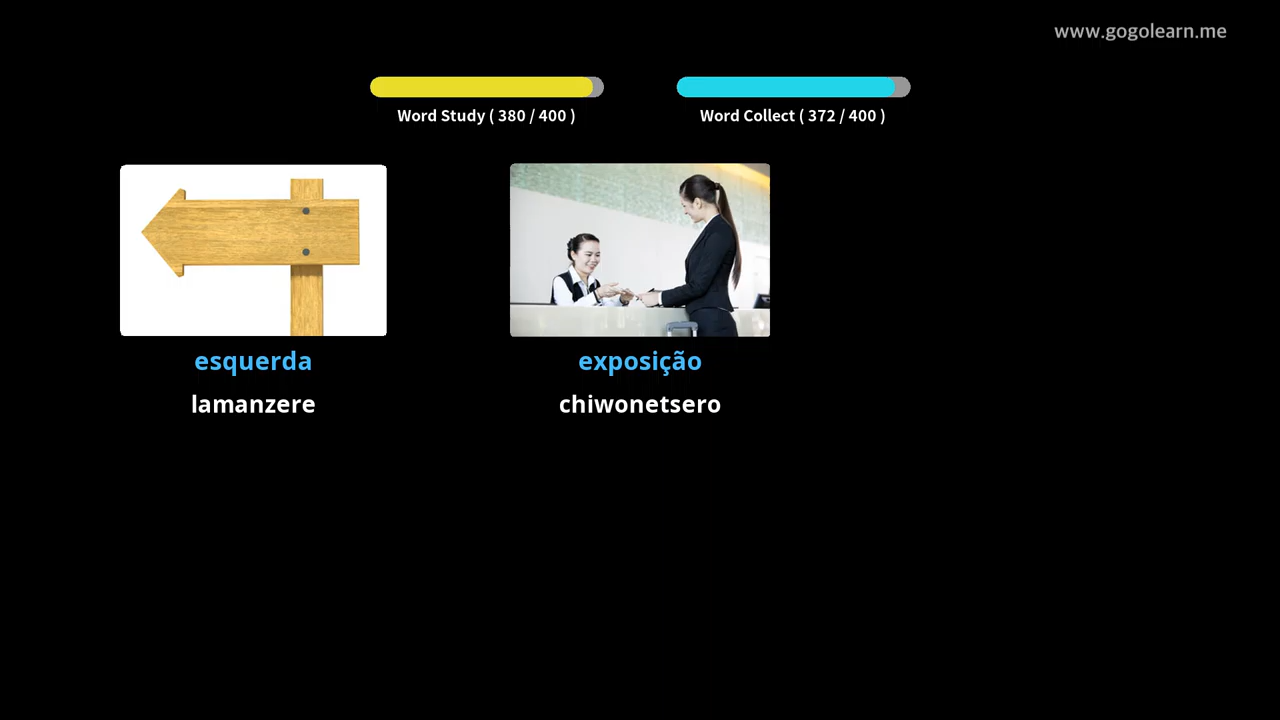 www.gogolearn.me
Word Study ( 380 / 400 )
Word Collect ( 372 / 400 )
esquerda
lamanzere
exposição
chiwonetsero